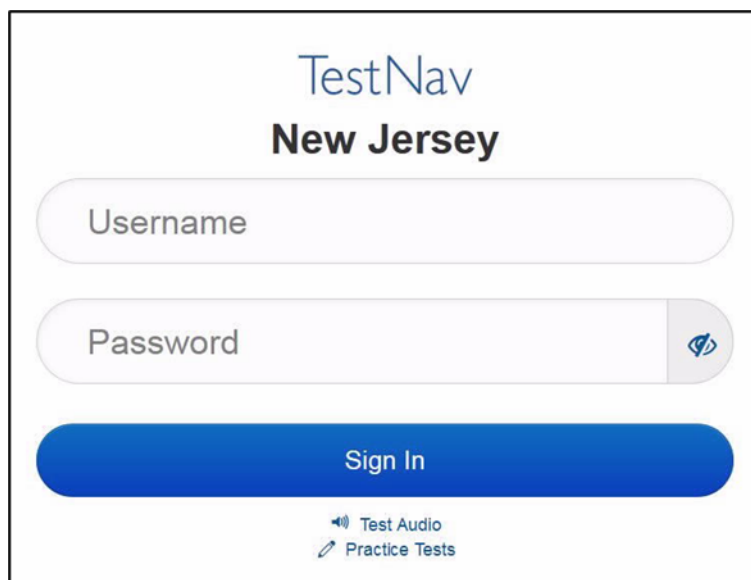 TestNav
New Jersey
Username
Password
Sign In
Test Audio
Practice Tests